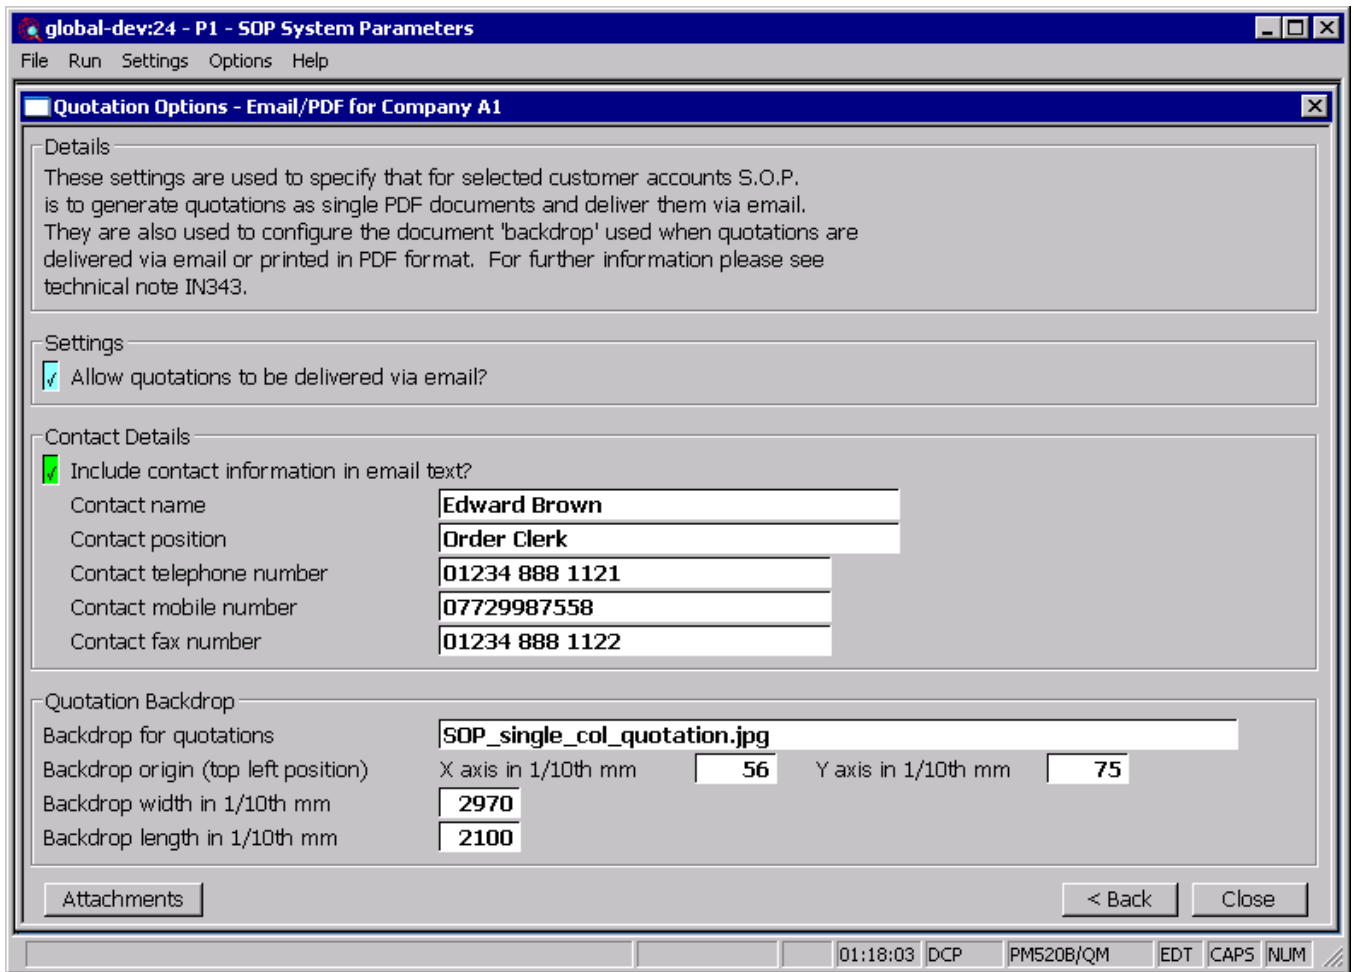 global-dev:24 - P1 - SOP System Parameters
File Run Settings Options Help
Quotation Options - Email/PDF for Company A1
Details
These settings are used to specify that for selected customer accounts S.O.P.
is to generate quotations as single PDF documents and deliver them via email.
They are also used to configure the document 'backdrop' used when quotations are
delivered via email or printed in PDF format. For further information please see
technical note IN343.
Settings
Allow quotations to be delivered via email?
Contact Details
Include contact information in email text?
Contact name Edward Brown
Contact position Order Clerk
Contact telephone number 01234 888 1121
Contact mobile number 07729987558
Contact fax number 01234 888 1122
Quotation Backdrop
Backdrop for quotations SOP_single_col_quotation.jpg
Backdrop origin (top left position) X axis in 1/10th mm 56 Y axis in 1/10th mm 75
Backdrop width in 1/10th mm 2970
Backdrop length in 1/10th mm 2100
Attachments < Back Close
01:18:03 DCP PM520B/QM EDT CAPS NUM